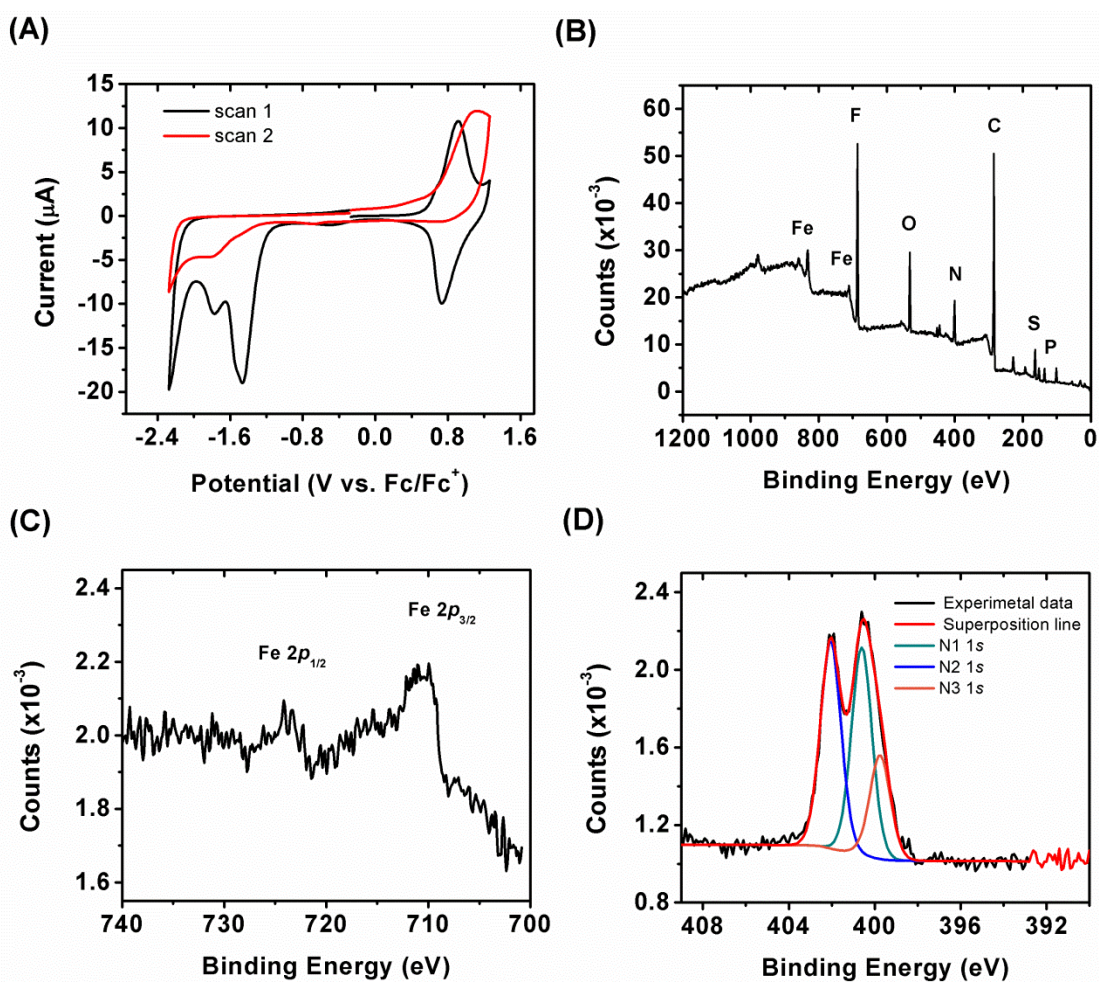 (A)
15
10
5
0
-5
-10
-15
-20
Current (μA)
scan 1
scan 2
-2.4 -1.6 -0.8 0.0 0.8 1.6
Potential (V vs. Fc/Fc⁺)
(B)
60
50
40
30
20
10
0
Counts (x10⁻³)
F
C
Fe
O
Fe
N
S
P
1200 1000 800 600 400 200 0
Binding Energy (eV)
(C)
2.4
2.2
2.0
1.8
1.6
Counts (x10⁻³)
Fe 2p₃/₂
Fe 2p₁/₂
740 730 720 710 700
Binding Energy (eV)
(D)
2.4
2.0
1.6
1.2
0.8
Counts (x10⁻³)
Experimetal data
Superposition line
N1 1s
N2 1s
N3 1s
408 404 400 396 392
Binding Energy (eV)